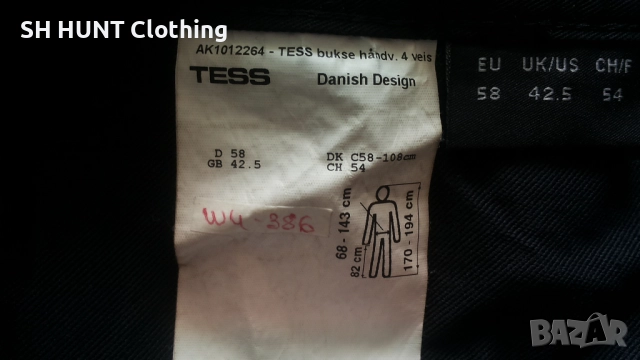 SH HUNT Clothing
AK1012264 - TESS bukse håndv. 4 veis
TESS Danish Design
D 58 DK C58-108cm
GB 42.5 CH 54
W4-386
68 - 143 cm
82 cm
170 - 194 cm
EU UK/US CH/F
58 42.5 54
BAZAR